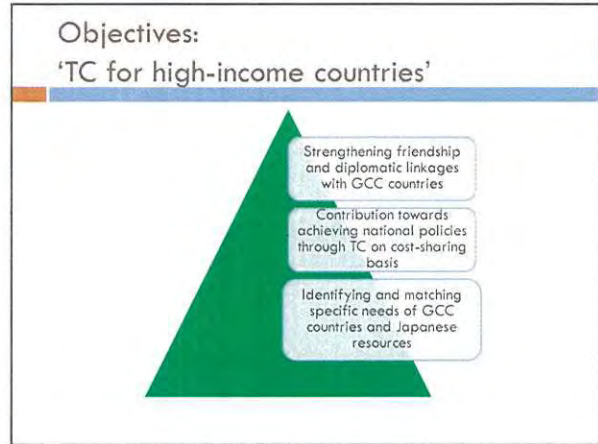 Objectives:
'TC for high-income countries'
Strengthening friendship
and diplomatic linkages
with GCC countries
Contribution towards
achieving national policies
through TC on cost-sharing
basis
Identifying and matching
specific needs of GCC
countries and Japanese
resources